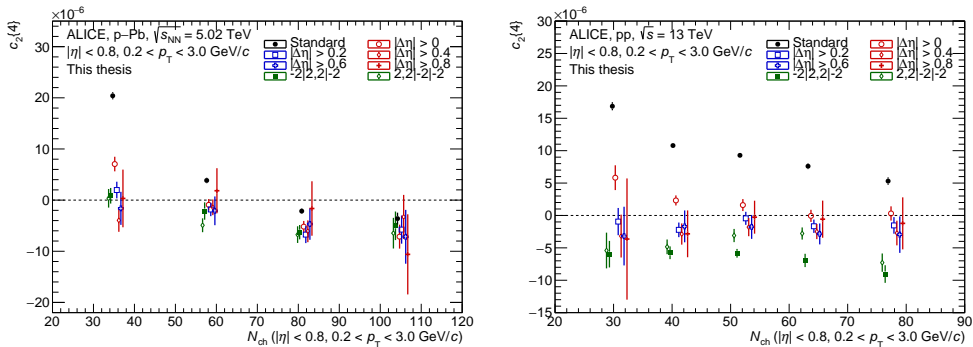 ×10⁻⁶
c₂{4}
30
20
10
0
−10
−20
ALICE, p−Pb, √s_NN = 5.02 TeV
|η| < 0.8, 0.2 < p_T < 3.0 GeV/c
This thesis
Standard
|Δη| > 0
|Δη| > 0.2
|Δη| > 0.4
|Δη| > 0.6
|Δη| > 0.8
-2|2,2|-2
2,2|-2|-2
20 40 60 80 100 120
N_ch (|η| < 0.8, 0.2 < p_T < 3.0 GeV/c)
×10⁻⁶
c₂{4}
30
25
20
15
10
5
0
−5
−10
−15
ALICE, pp, √s = 13 TeV
|η| < 0.8, 0.2 < p_T < 3.0 GeV/c
This thesis
Standard
|Δη| > 0
|Δη| > 0.2
|Δη| > 0.4
|Δη| > 0.6
|Δη| > 0.8
-2|2,2|-2
2,2|-2|-2
20 30 40 50 60 70 80 90
N_ch (|η| < 0.8, 0.2 < p_T < 3.0 GeV/c)